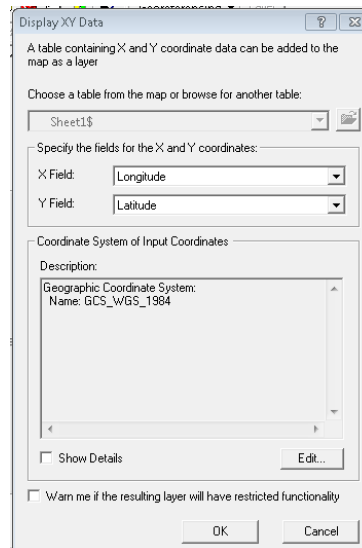 Display XY Data
A table containing X and Y coordinate data can be added to the
map as a layer
Choose a table from the map or browse for another table:
Sheet1$
Specify the fields for the X and Y coordinates:
X Field: Longitude
Y Field: Latitude
Coordinate System of Input Coordinates
Description:
Geographic Coordinate System:
Name: GCS_WGS_1984
Show Details Edit...
Warn me if the resulting layer will have restricted functionality
OK Cancel